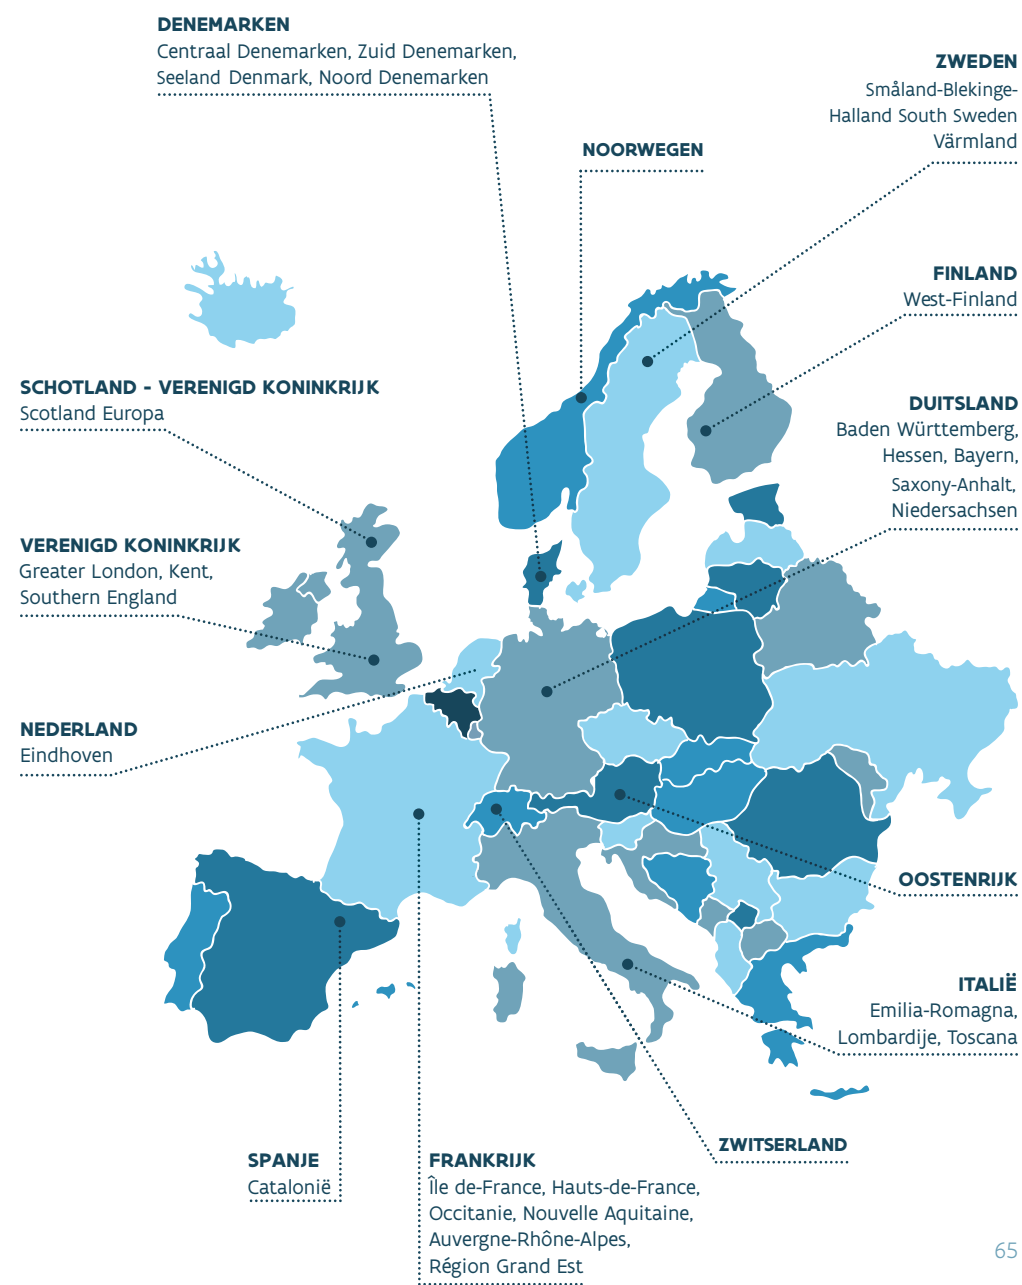 DENEMARKEN
Centraal Denemarken, Zuid Denemarken,
Seeland Denmark, Noord Denemarken
ZWEDEN
Småland-Blekinge-
Halland South Sweden
Värmland
NOORWEGEN
FINLAND
West-Finland
SCHOTLAND - VERENIGD KONINKRIJK
Scotland Europa
DUITSLAND
Baden Württemberg,
Hessen, Bayern,
Saxony-Anhalt,
Niedersachsen
VERENIGD KONINKRIJK
Greater London, Kent,
Southern England
NEDERLAND
Eindhoven
OOSTENRIJK
ITALIË
Emilia-Romagna,
Lombardije, Toscana
ZWITSERLAND
SPANJE
Catalonië
FRANKRIJK
Île de-France, Hauts-de-France,
Occitanie, Nouvelle Aquitaine,
Auvergne-Rhône-Alpes,
Région Grand Est
65